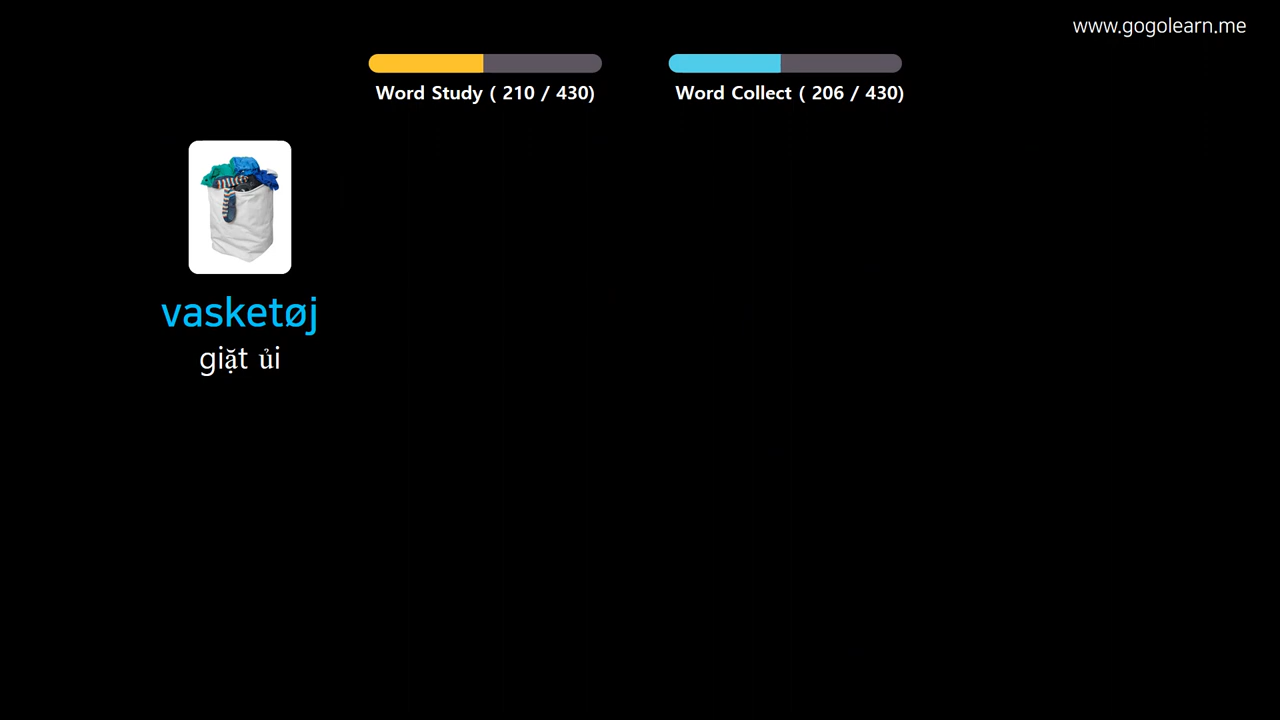 www.gogolearn.me
Word Study ( 210 / 430)
Word Collect ( 206 / 430)
vasketøj
giặt ủi